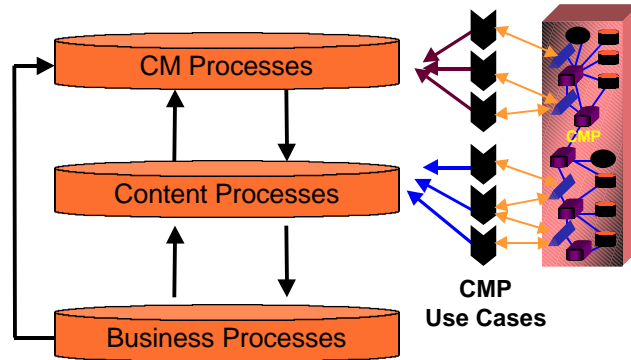 CM Processes
CMP
Content Processes
CMP
Use Cases
Business Processes